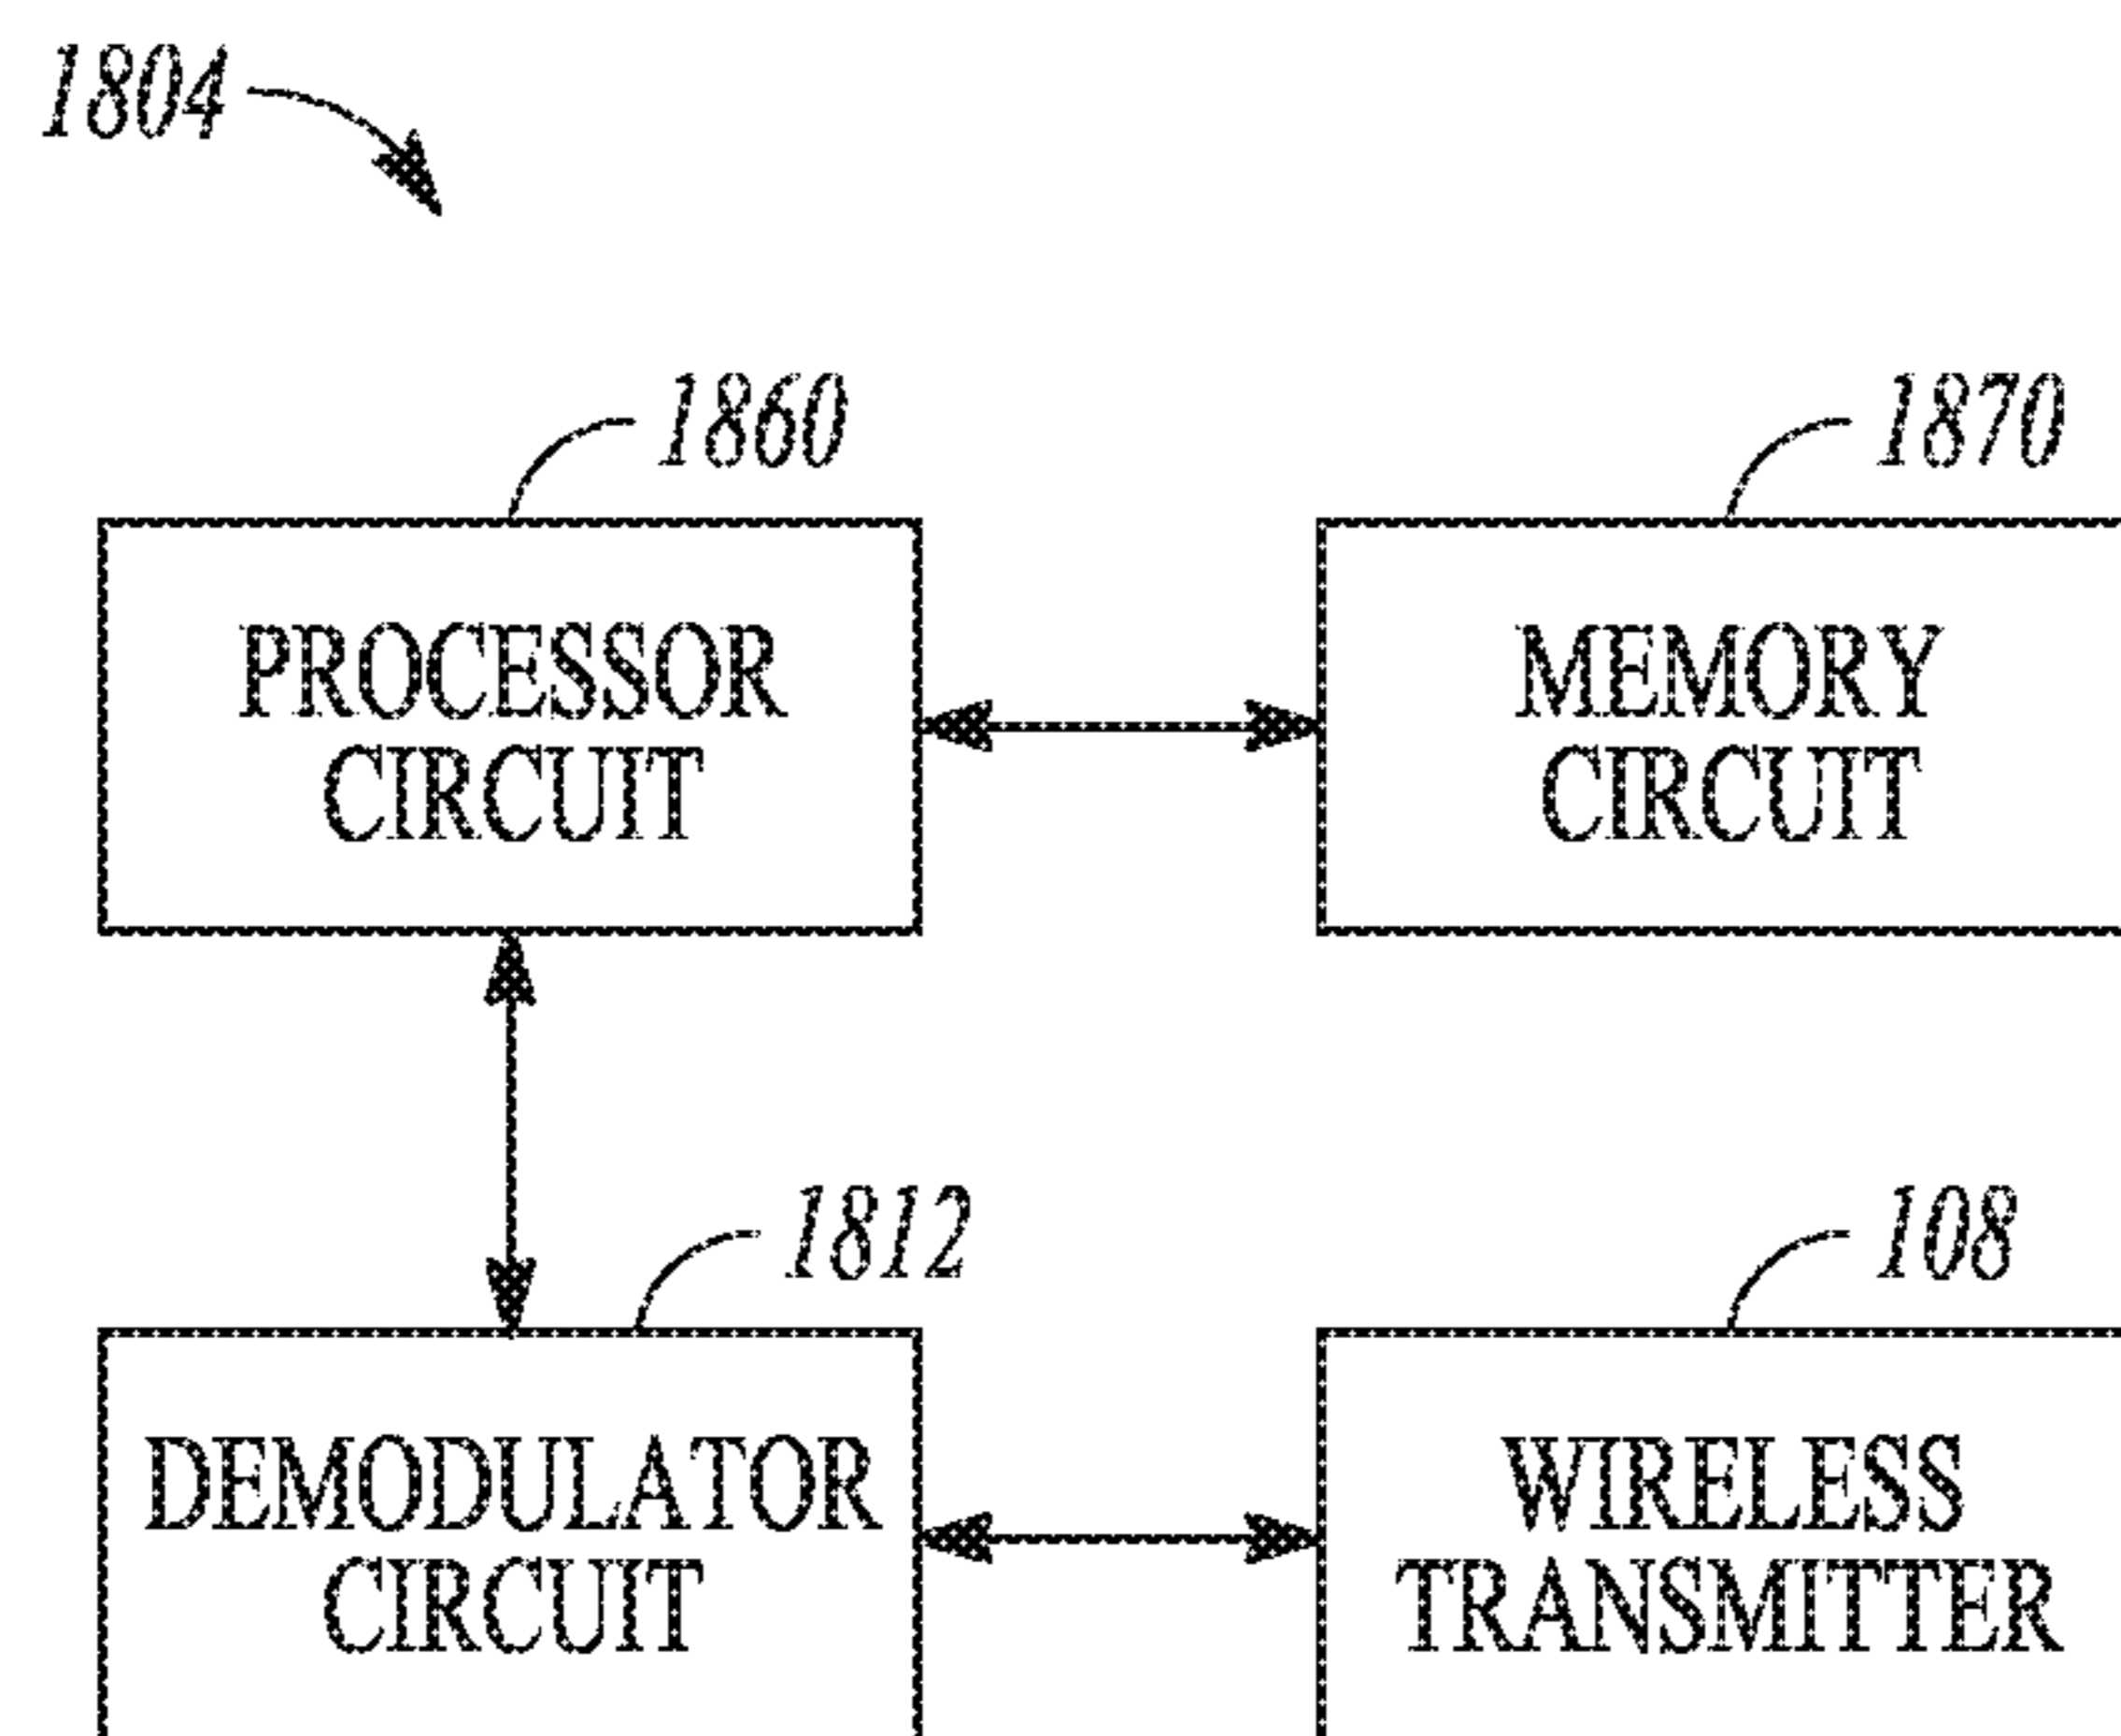 1804
1860
1870
PROCESSOR
CIRCUIT
MEMORY
CIRCUIT
1812
108
DEMODULATOR
CIRCUIT
WIRELESS
TRANSMITTER